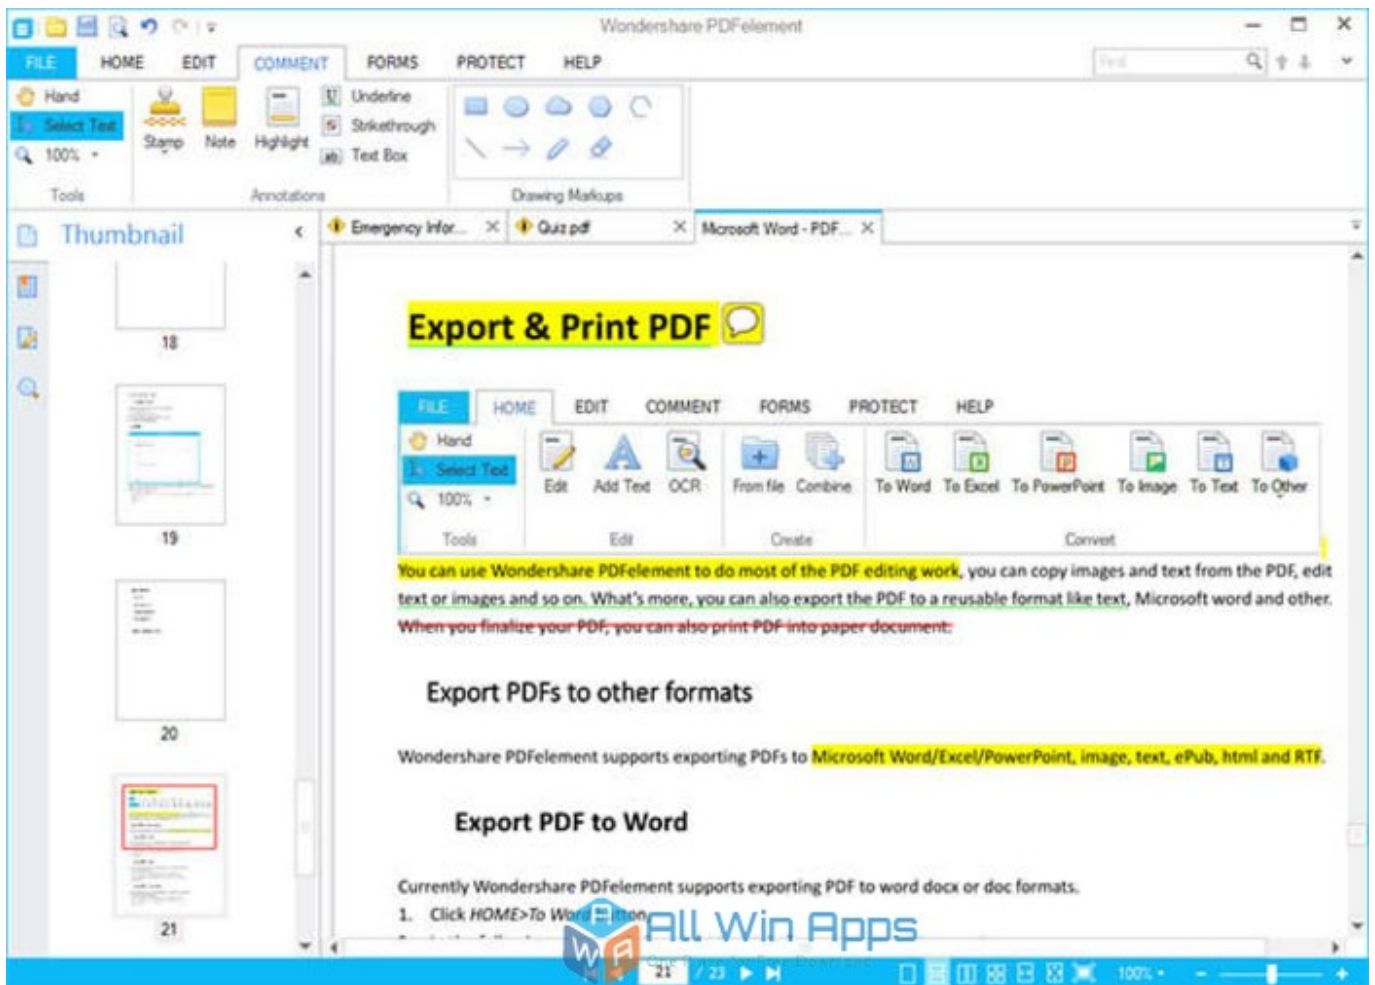 Wondershare PDFelement
FILE HOME EDIT COMMENT FORMS PROTECT HELP Find
Hand
Select Text
100%
Tools
Stamp Note Highlight
Underline
Strikethrough
Text Box
Annotations
Drawing Markups
Thumbnail
Emergency Infor... Quiz.pdf Microsoft Word - PDF...
18
19
20
21
Export & Print PDF
FILE HOME EDIT COMMENT FORMS PROTECT HELP
Hand
Select Text
100%
Tools
Edit Add Text OCR
Edit
From file Combine
Create
To Word To Excel To PowerPoint To Image To Text To Other
Convert
You can use Wondershare PDFelement to do most of the PDF editing work, you can copy images and text from the PDF, edit
text or images and so on. What's more, you can also export the PDF to a reusable format like text, Microsoft word and other.
When you finalize your PDF, you can also print PDF into paper document.
Export PDFs to other formats
Wondershare PDFelement supports exporting PDFs to Microsoft Word/Excel/PowerPoint, image, text, ePub, html and RTF.
Export PDF to Word
Currently Wondershare PDFelement supports exporting PDF to word docx or doc formats.
1. Click HOME>To Word button.
All Win Apps
21 / 23 100%